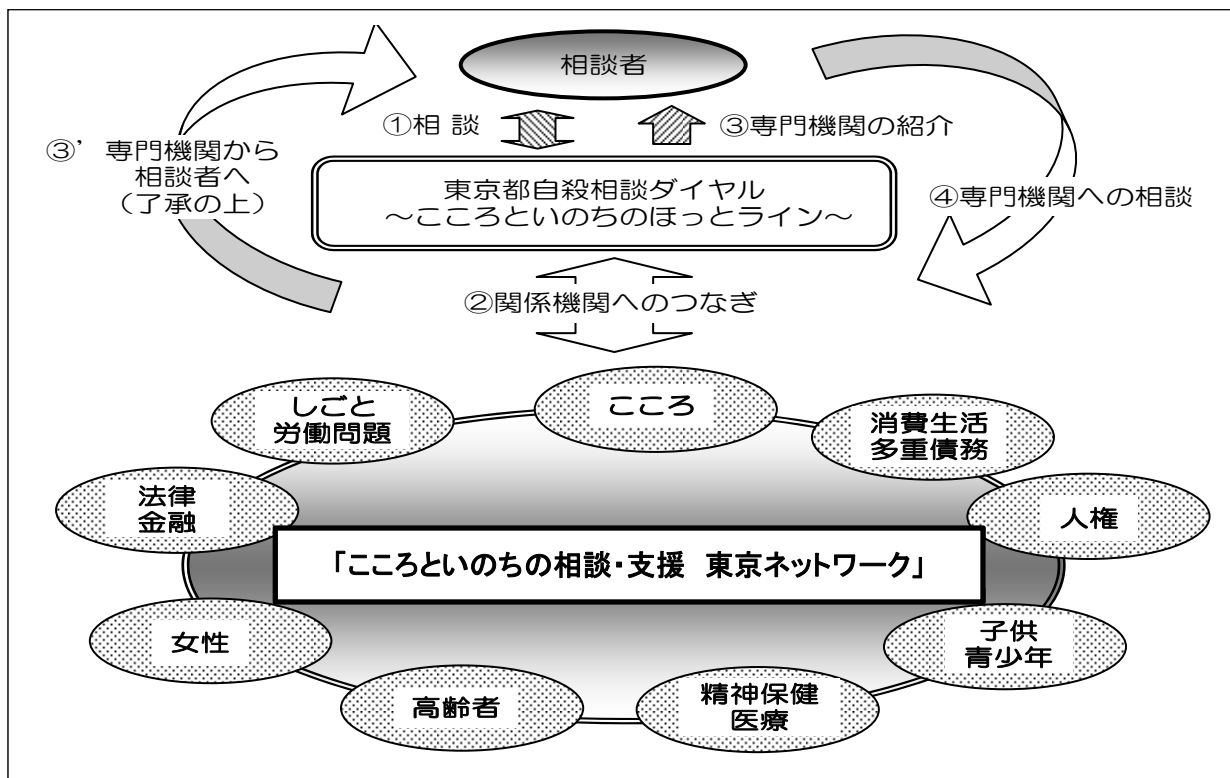 相談者
①相 談
③専門機関の紹介
③’専門機関から
相談者へ
（了承の上）
東京都自殺相談ダイヤル
～こころといのちのほっとライン～
④専門機関への相談
②関係機関へのつなぎ
こころ
しごと
労働問題
消費生活
多重債務
法律
金融
人権
「こころといのちの相談・支援　東京ネットワーク」
女性
子供
青少年
高齢者
精神保健
医療